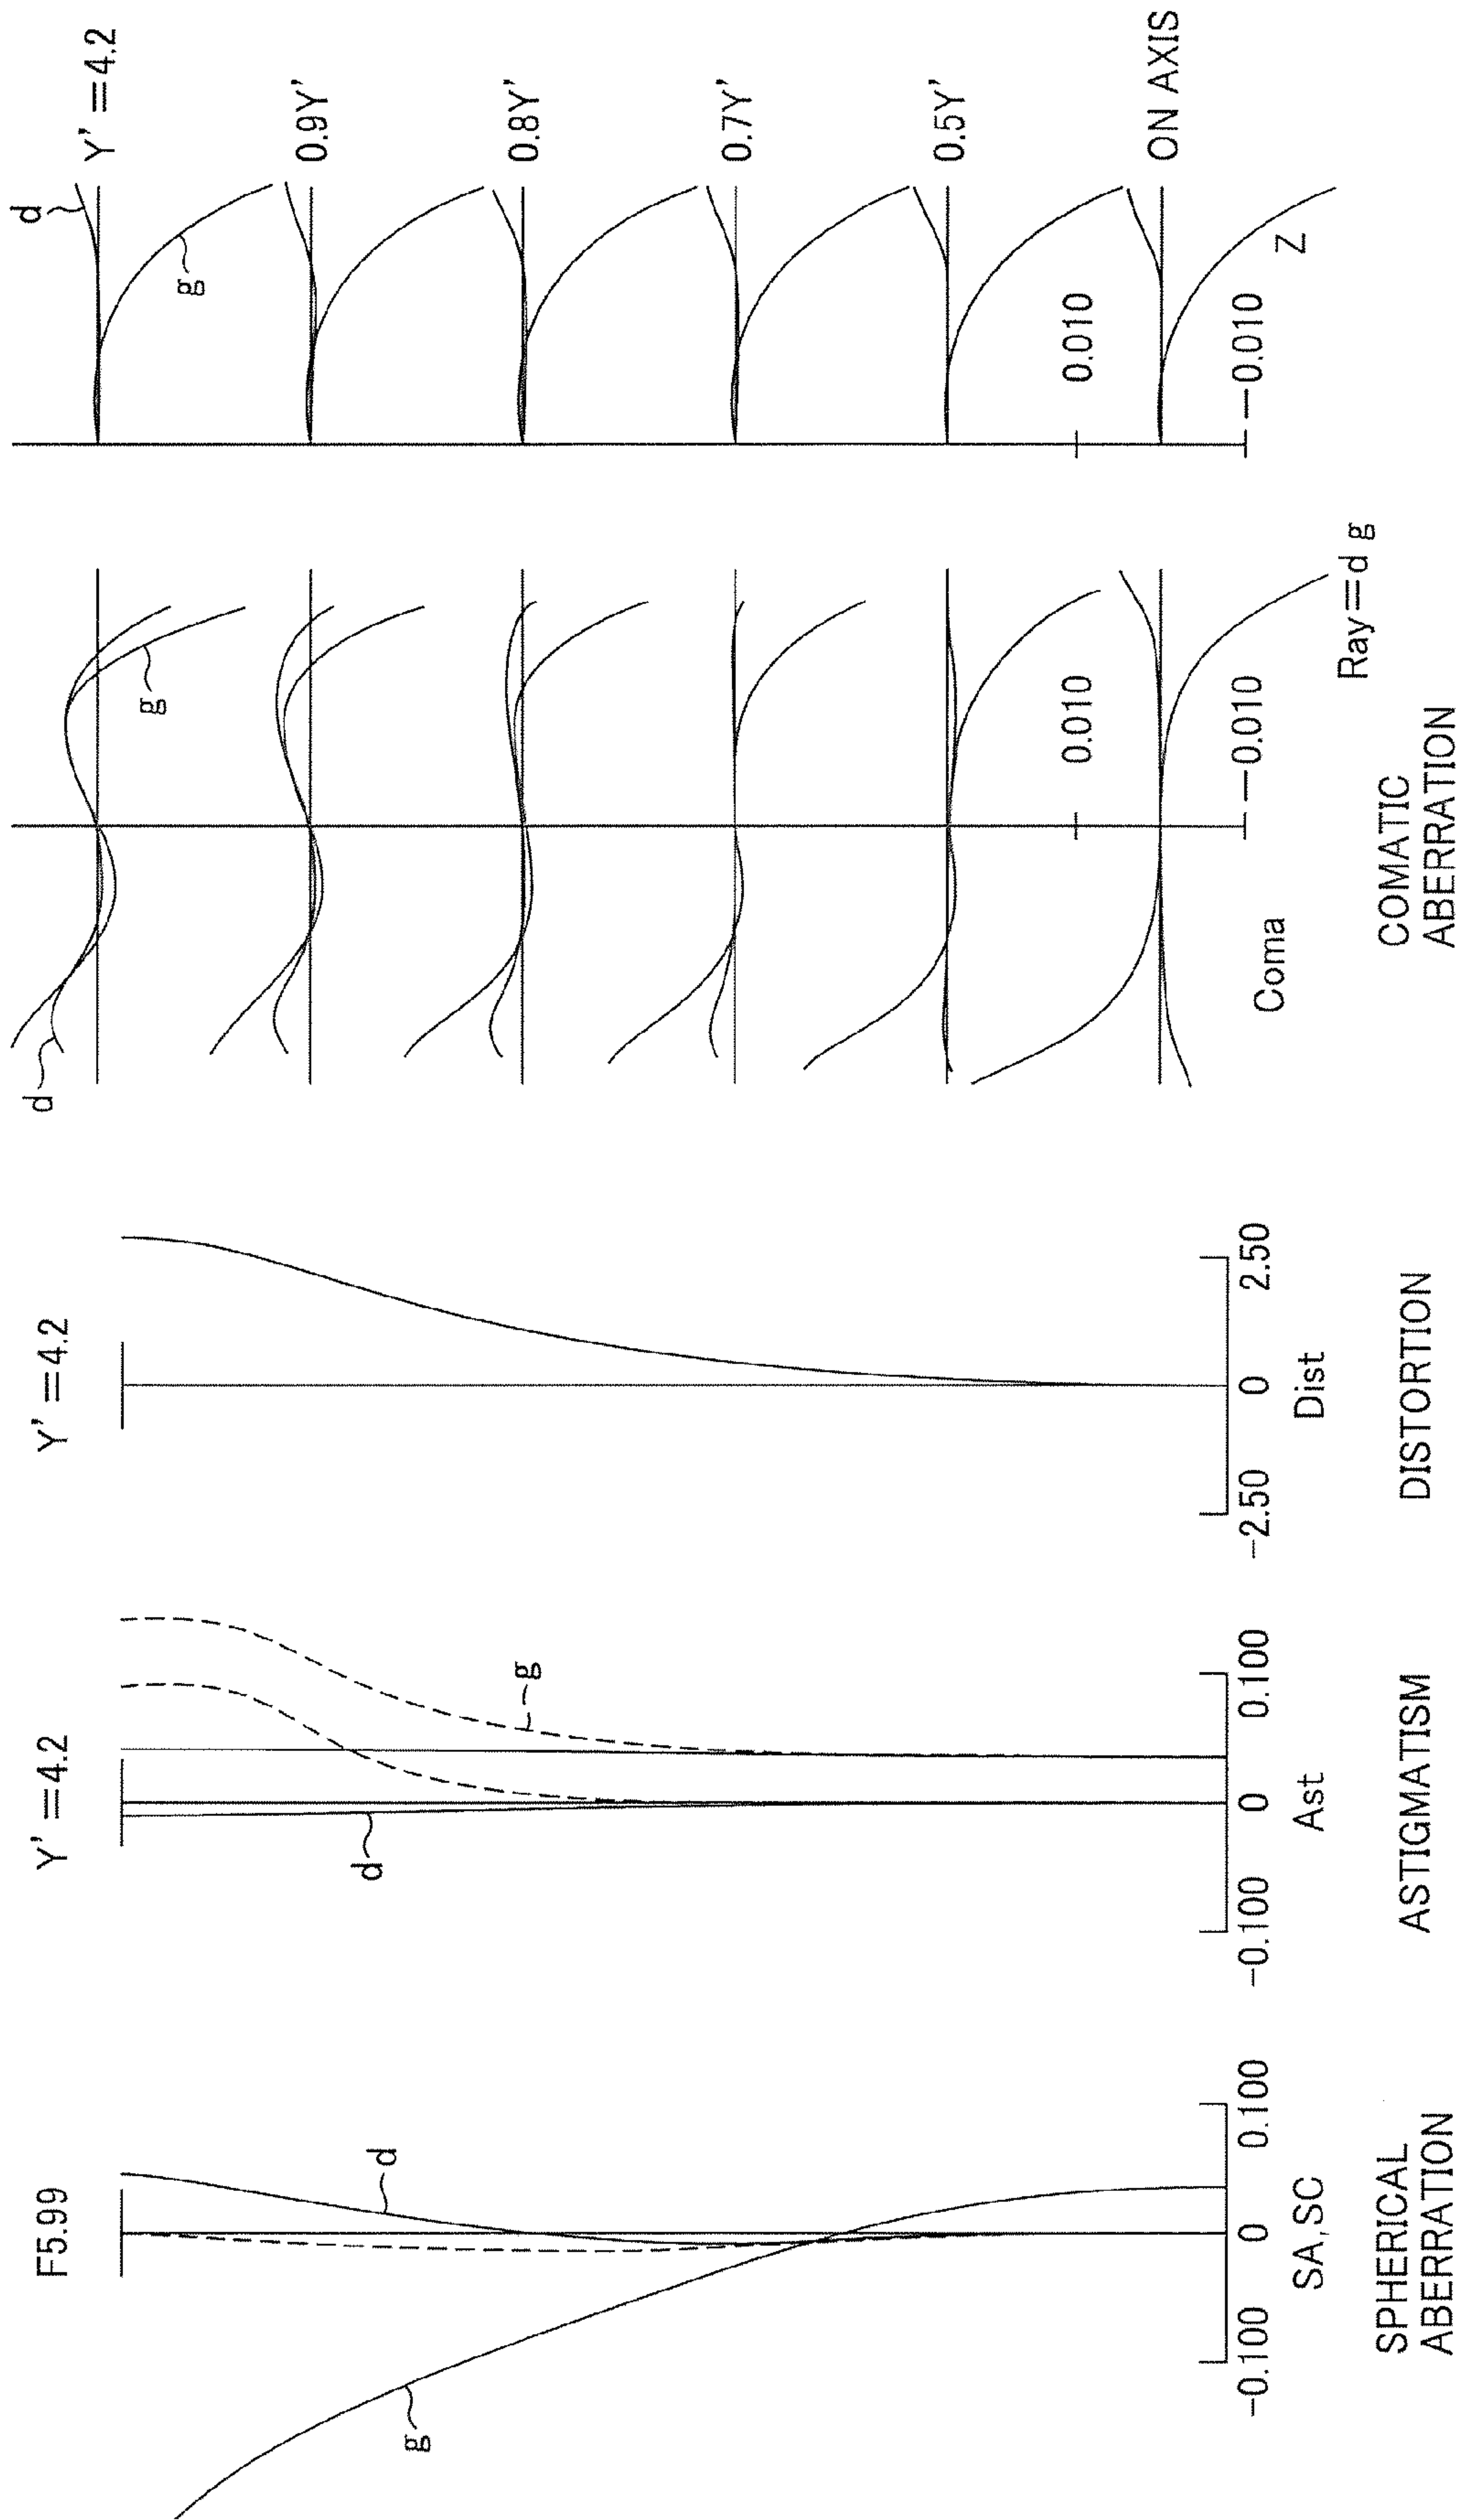 F5.99
d
g
-0.100
0
0.100
SA,SC
SPHERICAL
ABERRATION
Y'=4.2
g
d
-0.100
0
0.100
Ast
ASTIGMATISM
Y'=4.2
-2.50
0
2.50
Dist
DISTORTION
d
g
0.010
-0.010
Coma
Ray=d g
COMATIC
ABERRATION
d
g
Y'=4.2
0.9Y'
0.8Y'
0.7Y'
0.5Y'
0.010
ON AXIS
-0.010
Z